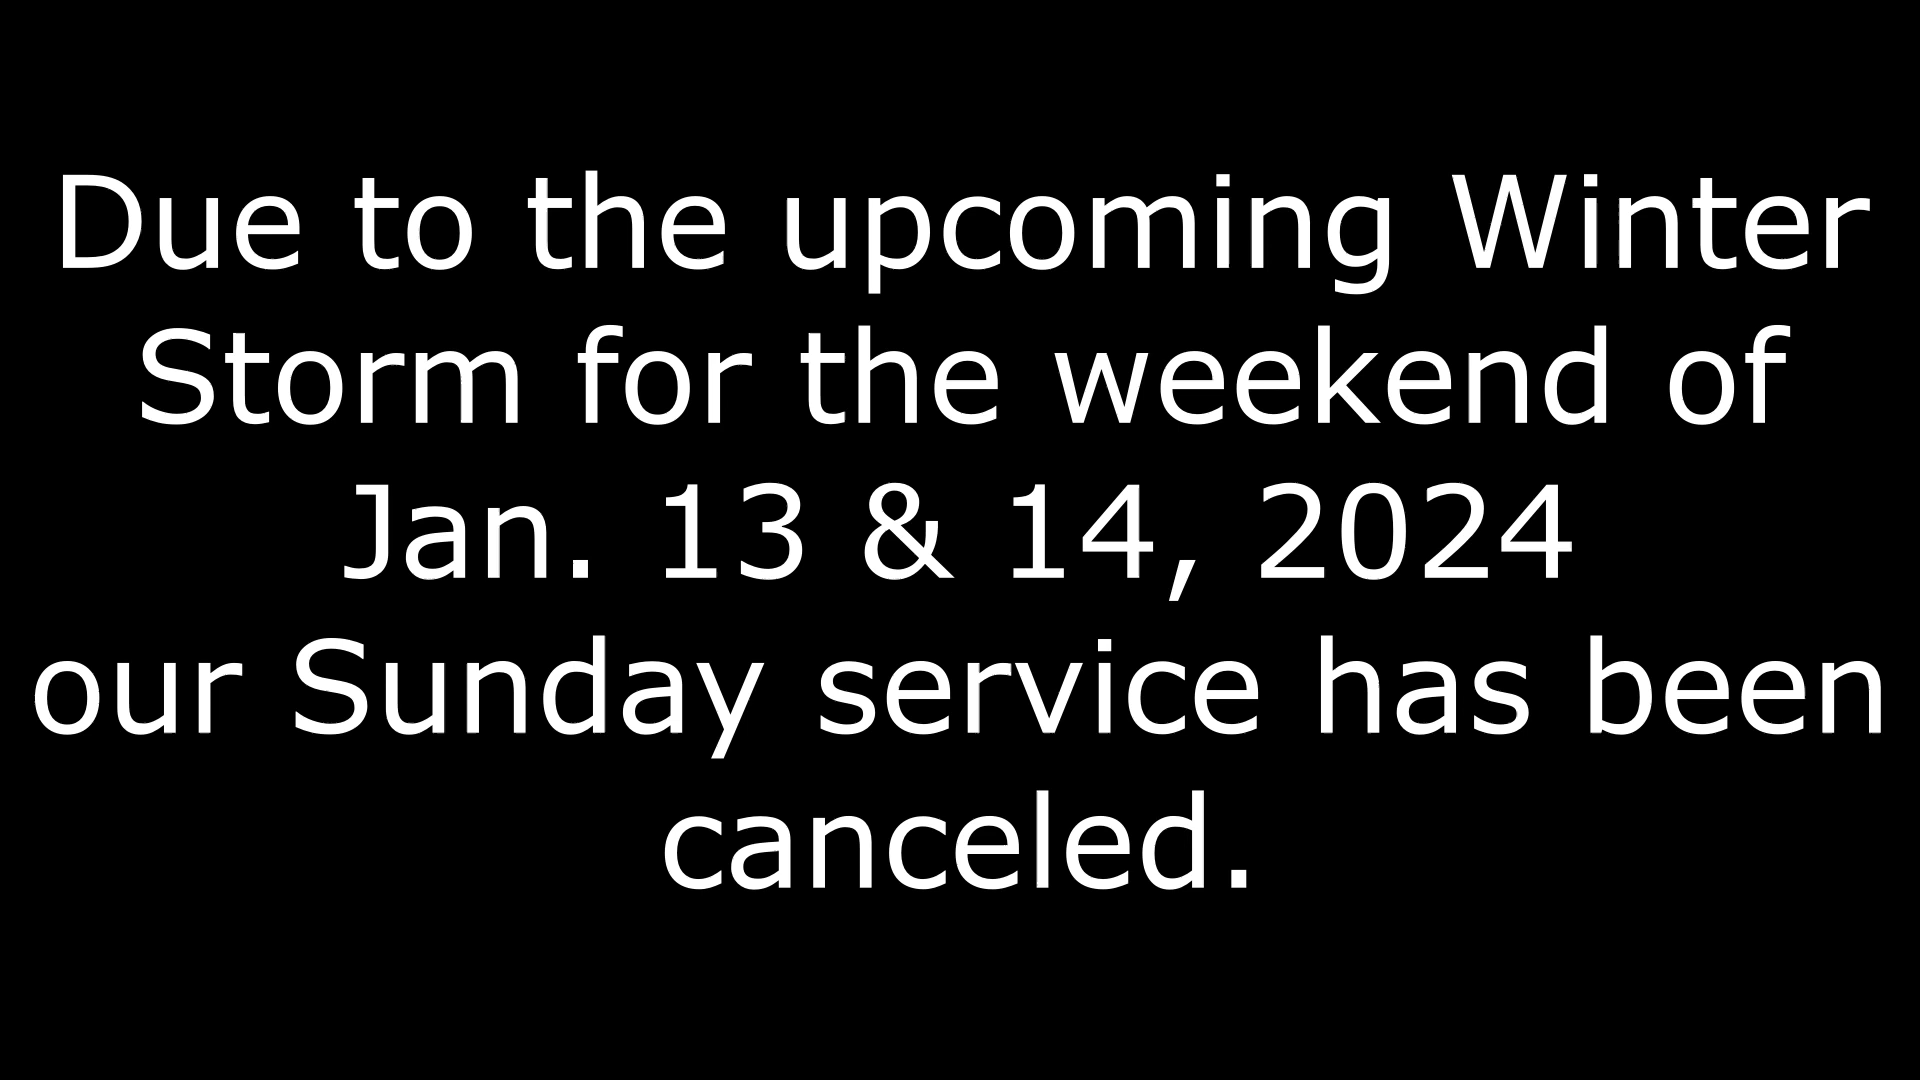 Due to the upcoming Winter
Storm for the weekend of
Jan. 13 & 14, 2024
our Sunday service has been
canceled.